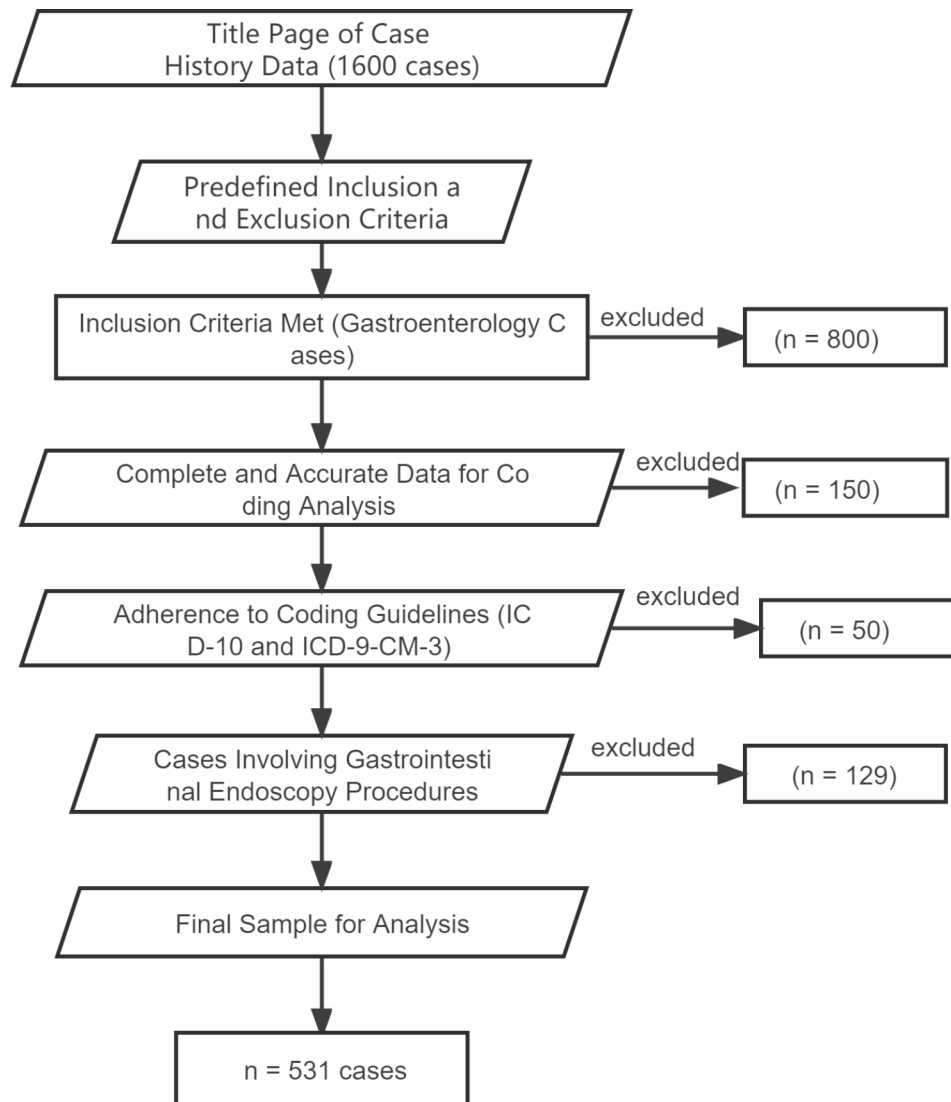 Title Page of Case
History Data (1600 cases)
Predefined Inclusion a
nd Exclusion Criteria
Inclusion Criteria Met (Gastroenterology C
ases)
excluded
(n = 800)
Complete and Accurate Data for Co
ding Analysis
excluded
(n = 150)
Adherence to Coding Guidelines (IC
D-10 and ICD-9-CM-3)
excluded
(n = 50)
Cases Involving Gastrointesti
nal Endoscopy Procedures
excluded
(n = 129)
Final Sample for Analysis
n = 531 cases